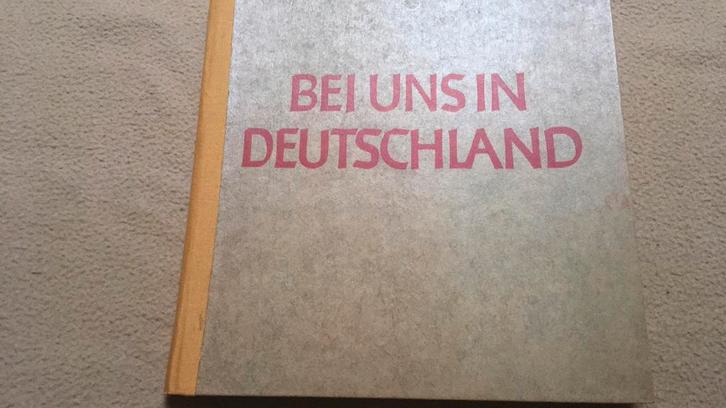 BEI UNS IN
DEUTSCHLAND